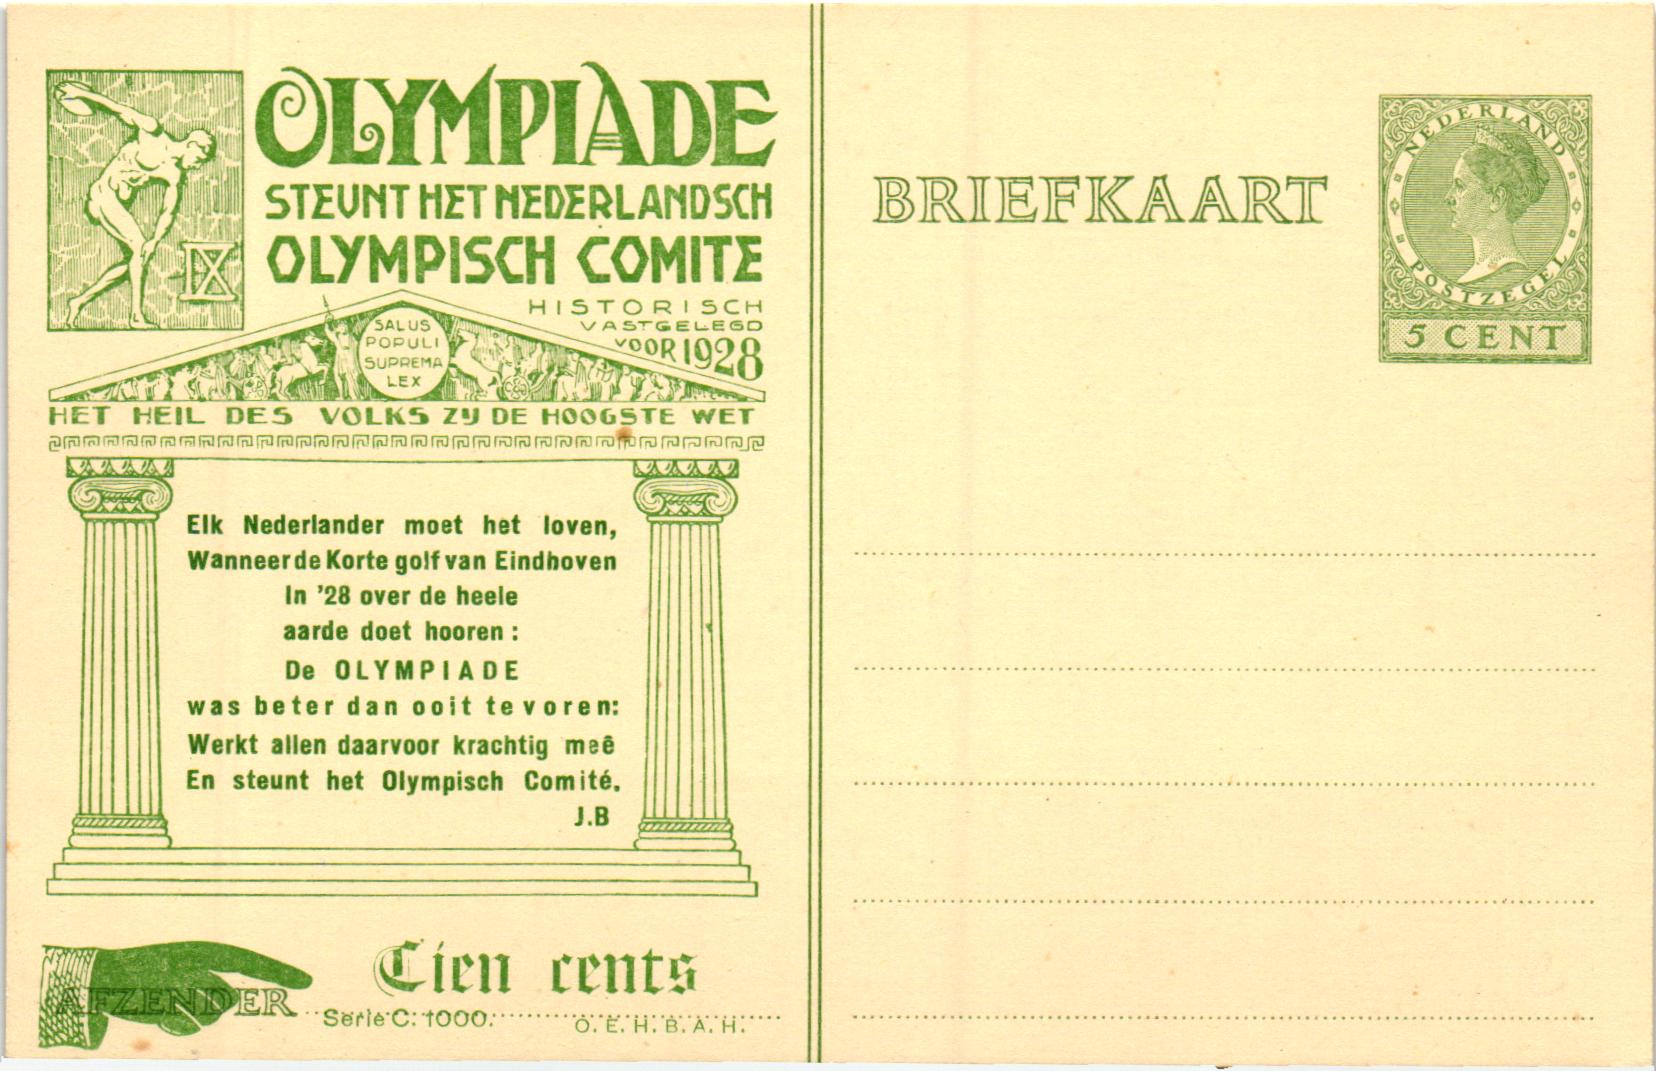 OLYMPIADE
STEUNT HET NEDERLANDSCH
OLYMPISCH COMITE
IX
HISTORISCH
VASTGELEGD
VOOR 1928
SALUS
POPULI
SUPREMA
LEX
HET HEIL DES VOLKS ZY DE HOOGSTE WET
Elk Nederlander moet het loven,
Wanneer de Korte golf van Eindhoven
In '28 over de heele
aarde doet hooren:
De OLYMPIADE
was beter dan ooit te voren:
Werkt allen daarvoor krachtig meê
En steunt het Olympisch Comité.
J.B
Tien cents
AFZENDER
Serie C. 1000.
O.E.H.B.A.H.
BRIEFKAART
NEDERLAND
POSTZEGEL
5 CENT